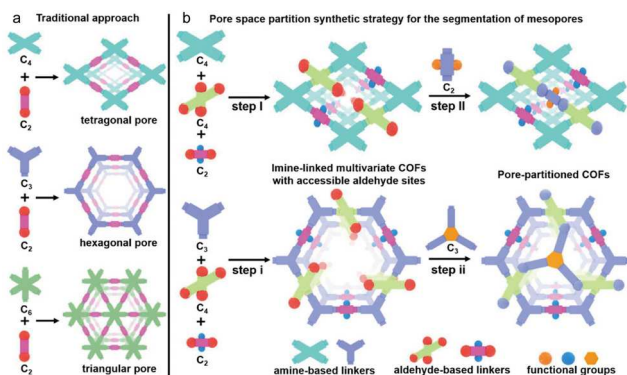 a
Traditional approach
C4
+
C2
tetragonal pore
C3
+
C2
hexagonal pore
C6
+
C2
triangular pore
b
Pore space partition synthetic strategy for the segmentation of mesopores
C4
+
C4
+
C2
step I
C2
step II
Imine-linked multivariate COFs
with accessible aldehyde sites
Pore-partitioned COFs
C3
+
C4
+
C2
step i
C3
step ii
amine-based linkers
aldehyde-based linkers
functional groups